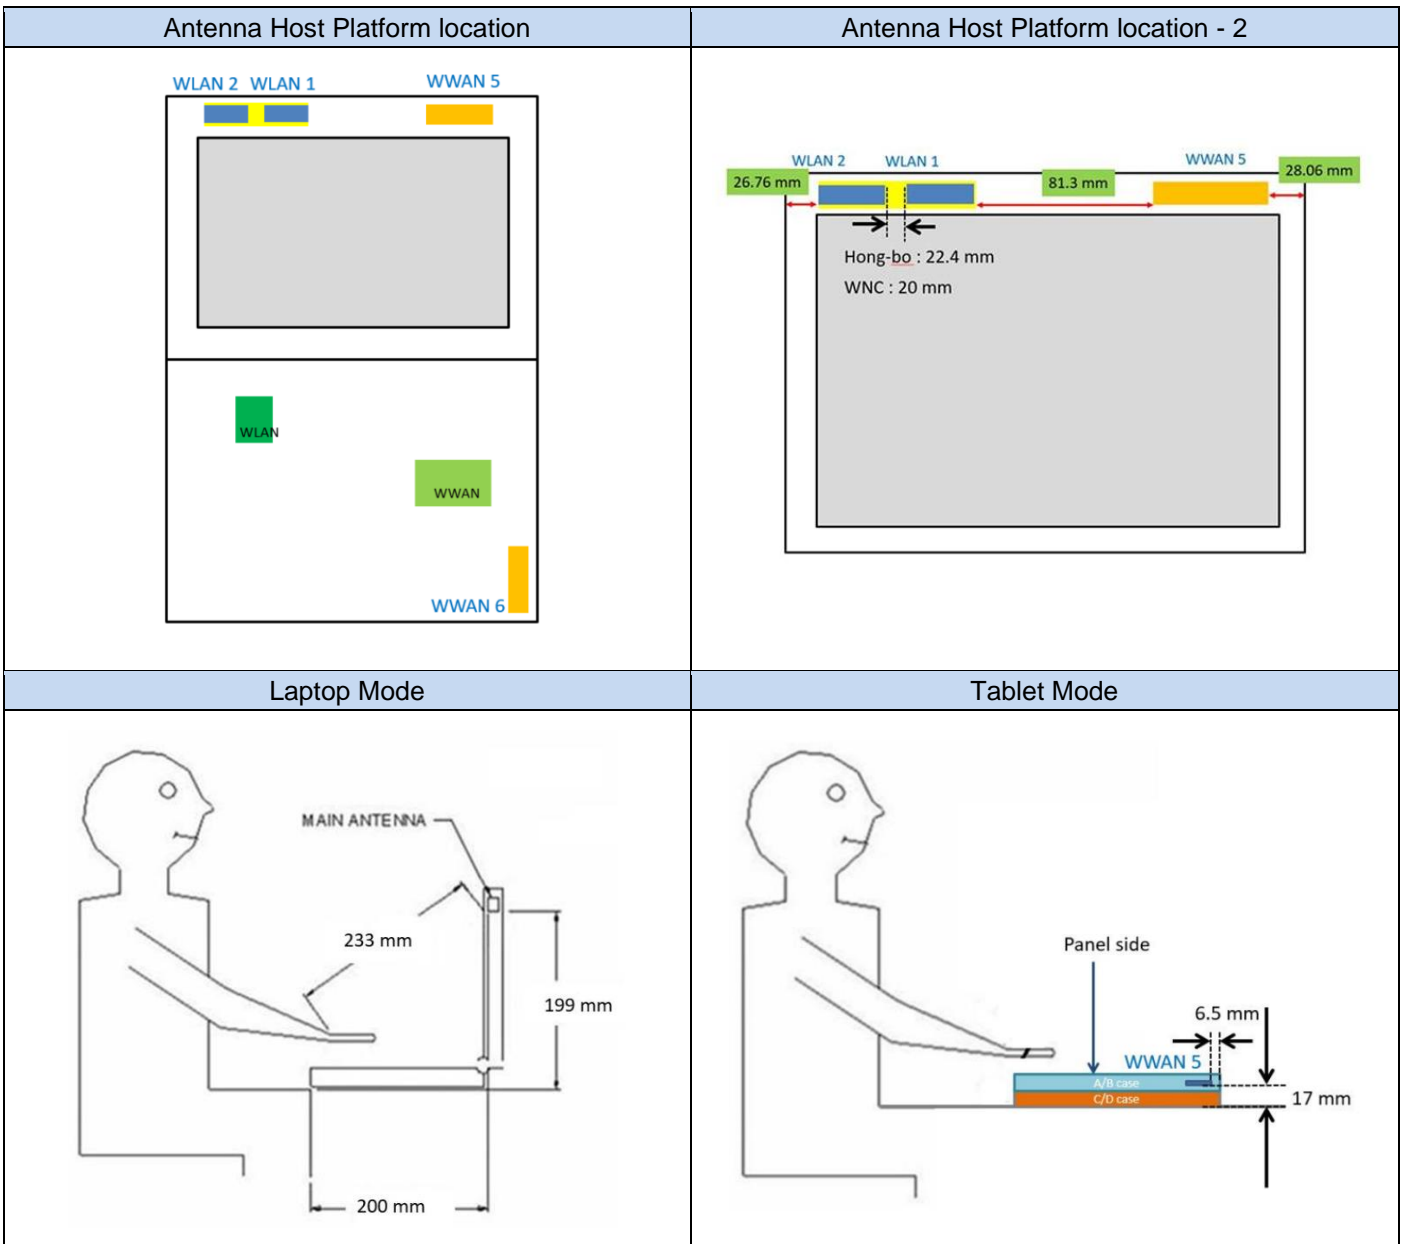 Antenna Host Platform location
Antenna Host Platform location - 2
WLAN 2 WLAN 1
WWAN 5
WLAN
WWAN
WWAN 6
WLAN 2
WLAN 1
WWAN 5
26.76 mm
81.3 mm
28.06 mm
Hong-bo : 22.4 mm
WNC : 20 mm
Laptop Mode
Tablet Mode
MAIN ANTENNA
233 mm
199 mm
200 mm
Panel side
6.5 mm
WWAN 5
A/B case
C/D case
17 mm